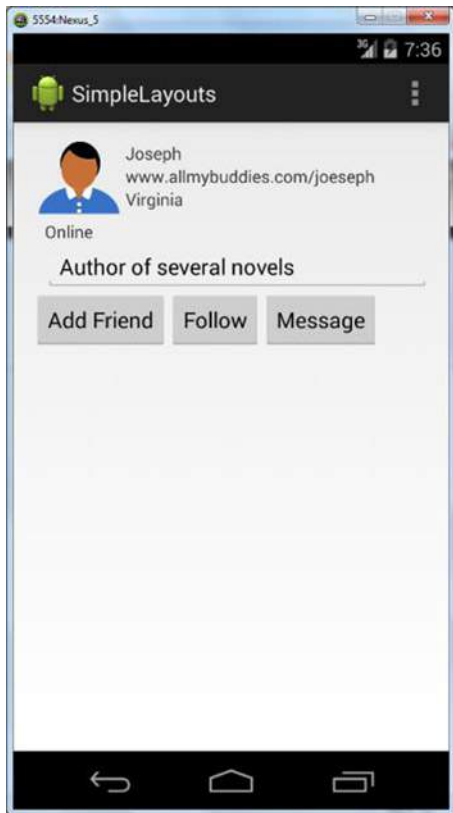 5554:Nexus_5
3G 7:36
SimpleLayouts
Joseph
www.allmybuddies.com/joeseph
Virginia
Online
Author of several novels
Add Friend Follow Message